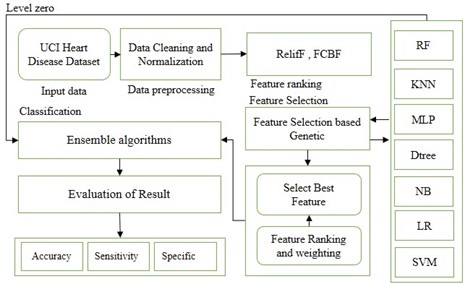 Level zero
UCI Heart
Disease Dataset
Input data
Data Cleaning and
Normalization
Data preprocessing
RelifF , FCBF
Feature ranking
Feature Selection
Feature Selection based
Genetic
Select Best
Feature
Feature Ranking
and weighting
RF
KNN
MLP
Dtree
NB
LR
SVM
Classification
Ensemble algorithms
Evaluation of Result
Accuracy
Sensitivity
Specific